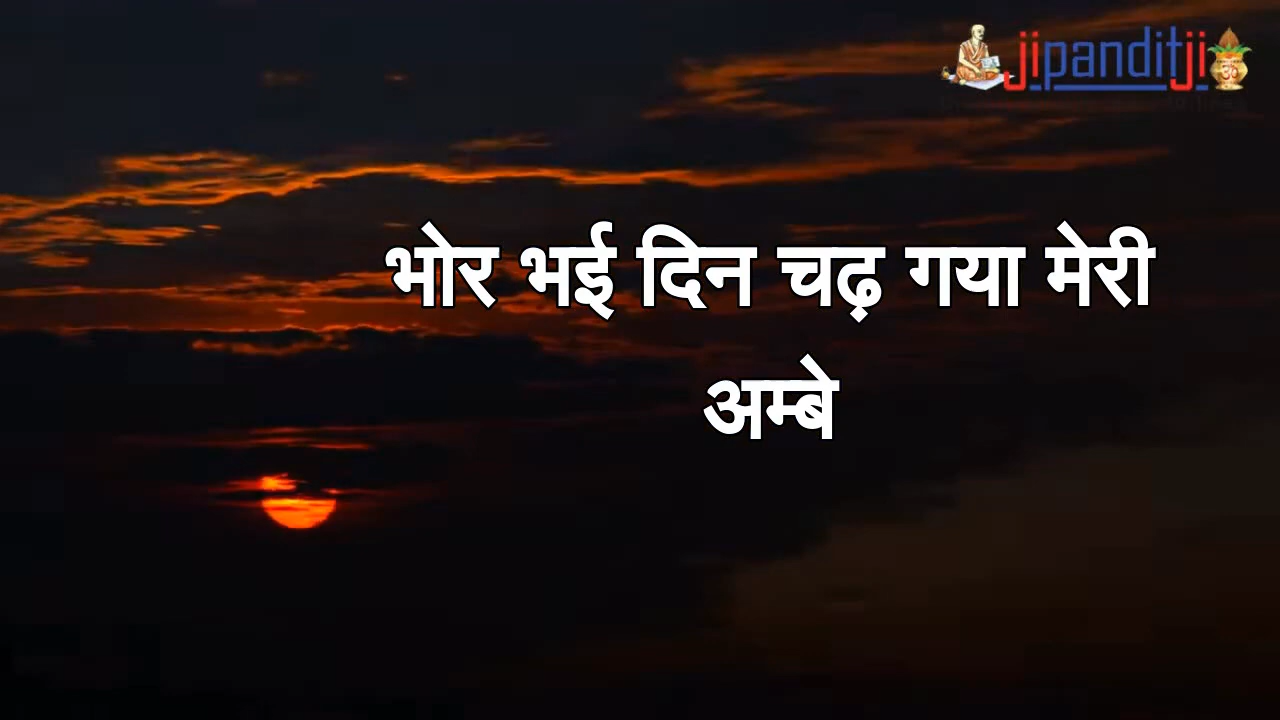 jipanditji
भोर भई दिन चढ़ गया मेरी
अम्बे